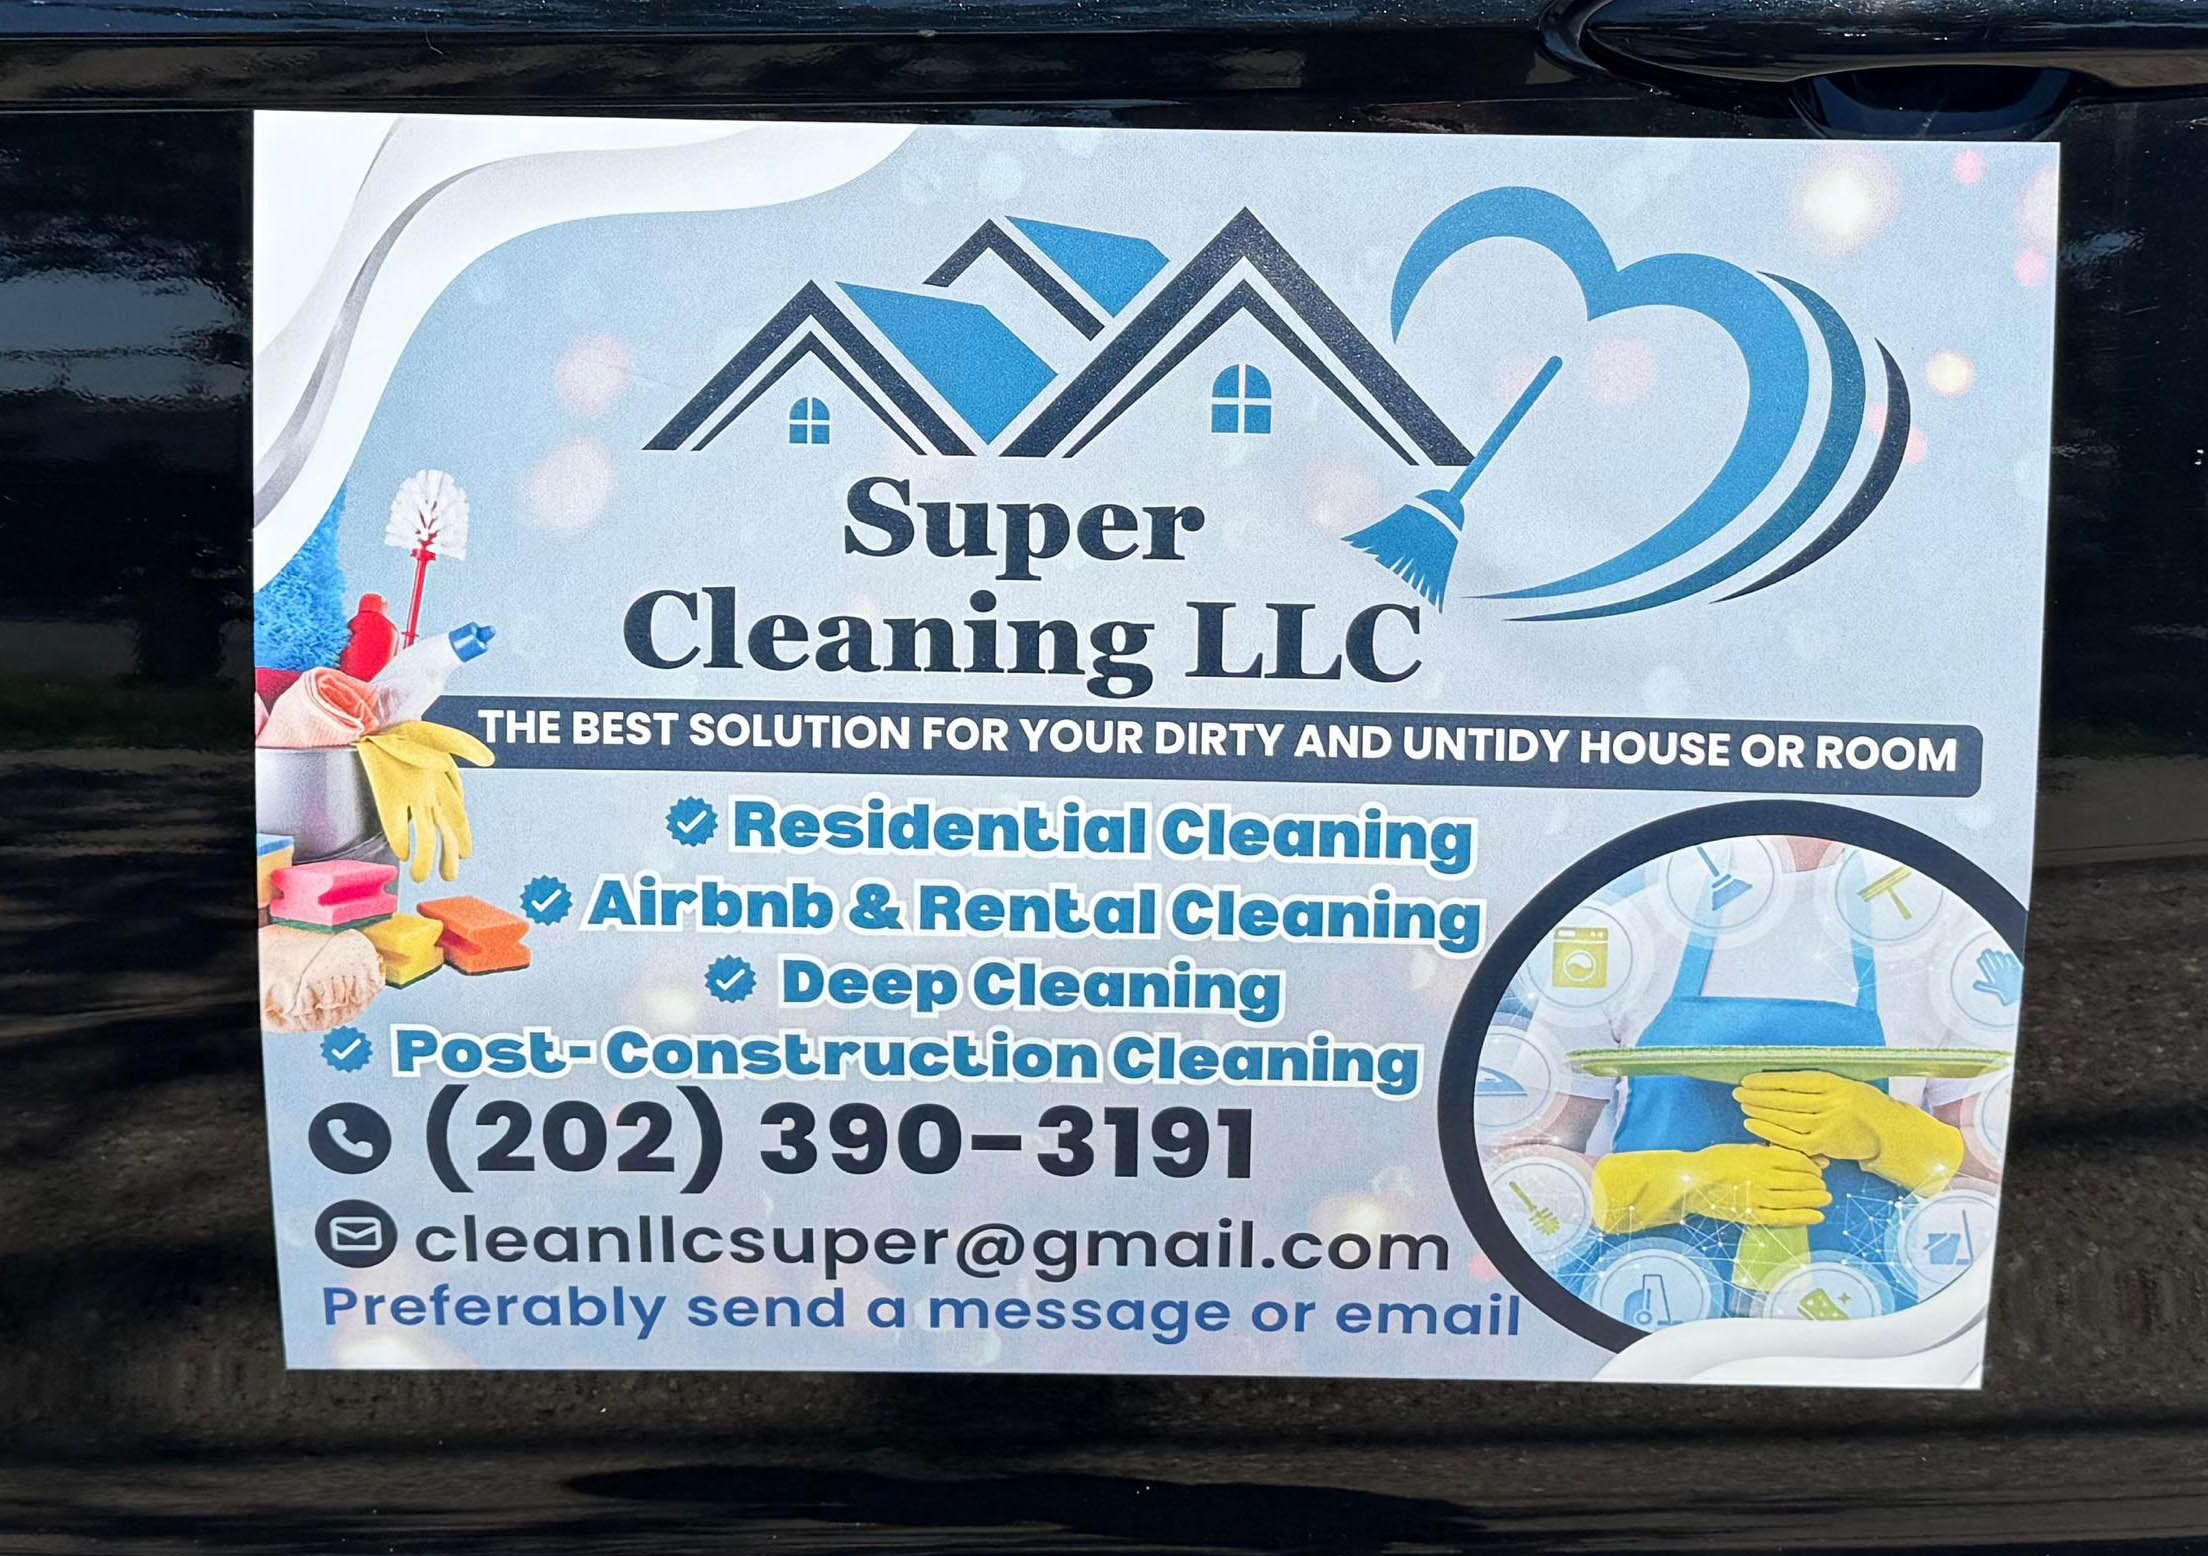 Super
Cleaning LLC
THE BEST SOLUTION FOR YOUR DIRTY AND UNTIDY HOUSE OR ROOM
Residential Cleaning
Airbnb & Rental Cleaning
Deep Cleaning
Post-Construction Cleaning
(202) 390-3191
cleanllcsuper@gmail.com
Preferably send a message or email